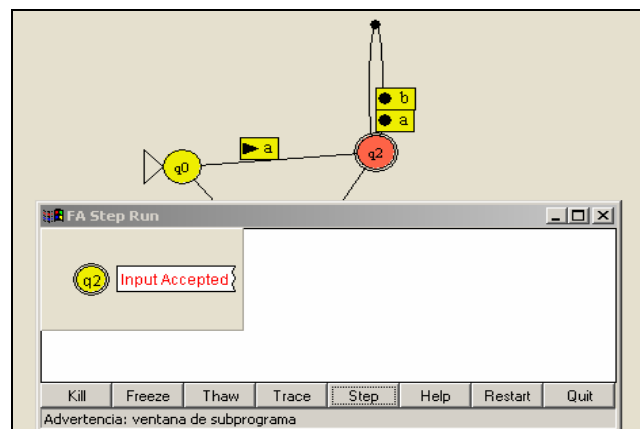 b
a
a
q0
q2
FA Step Run
q2 Input Accepted
Kill Freeze Thaw Trace Step Help Restart Quit
Advertencia: ventana de subprograma